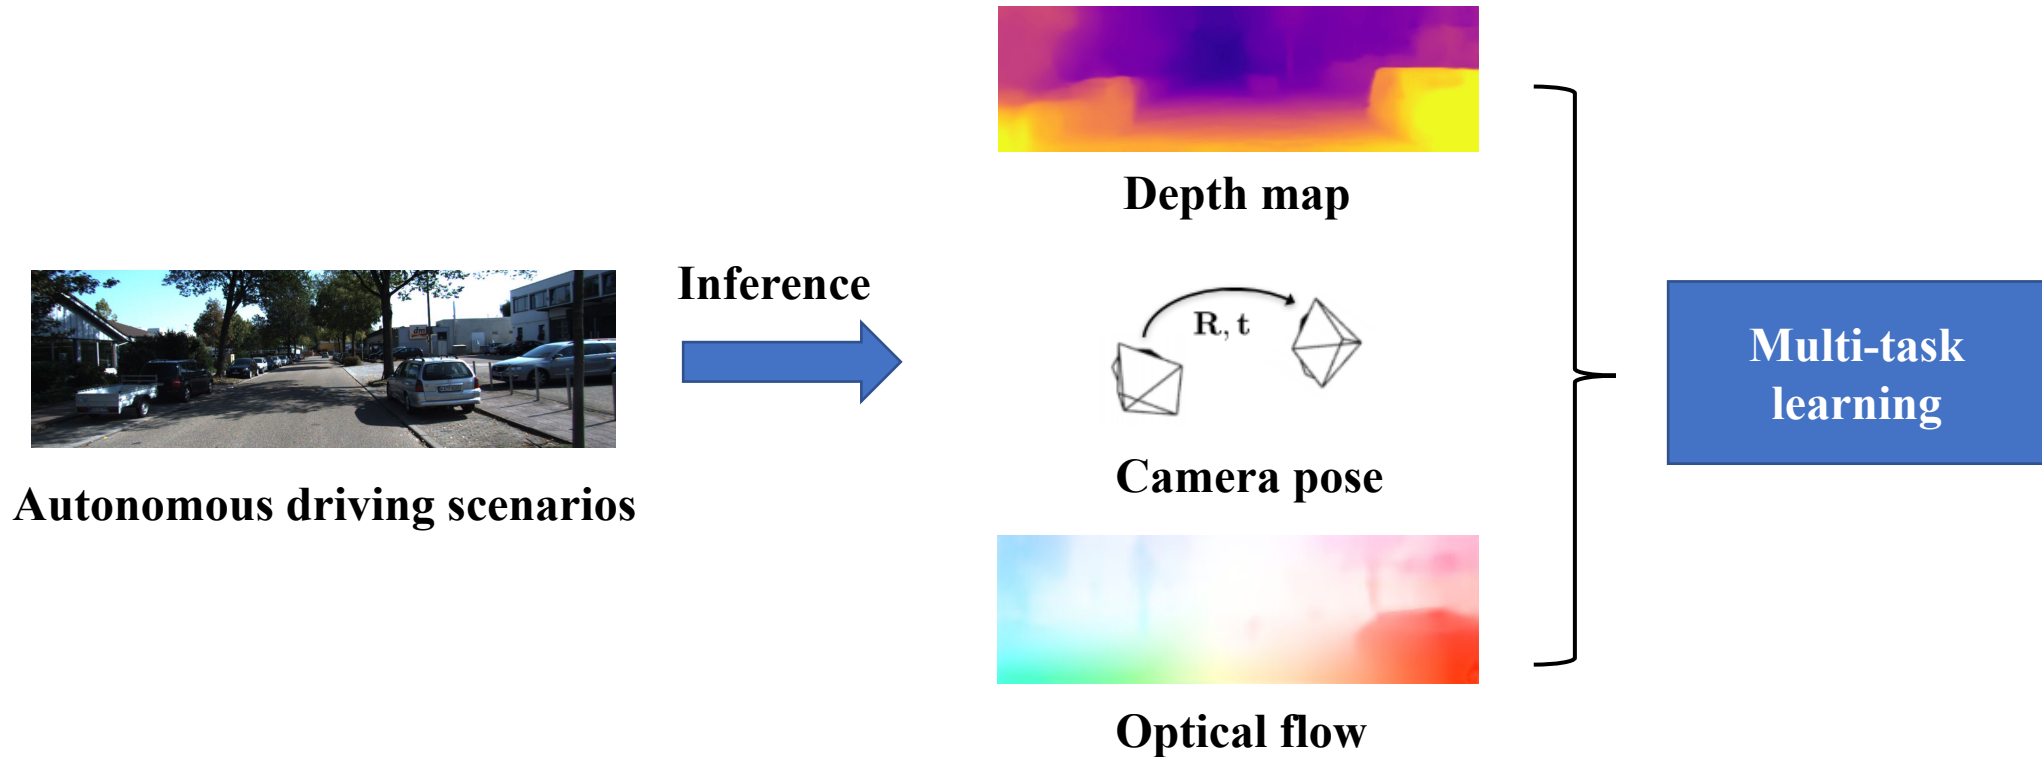 Autonomous driving scenarios
Inference
Depth map
R, t
Camera pose
Optical flow
Multi-task
learning